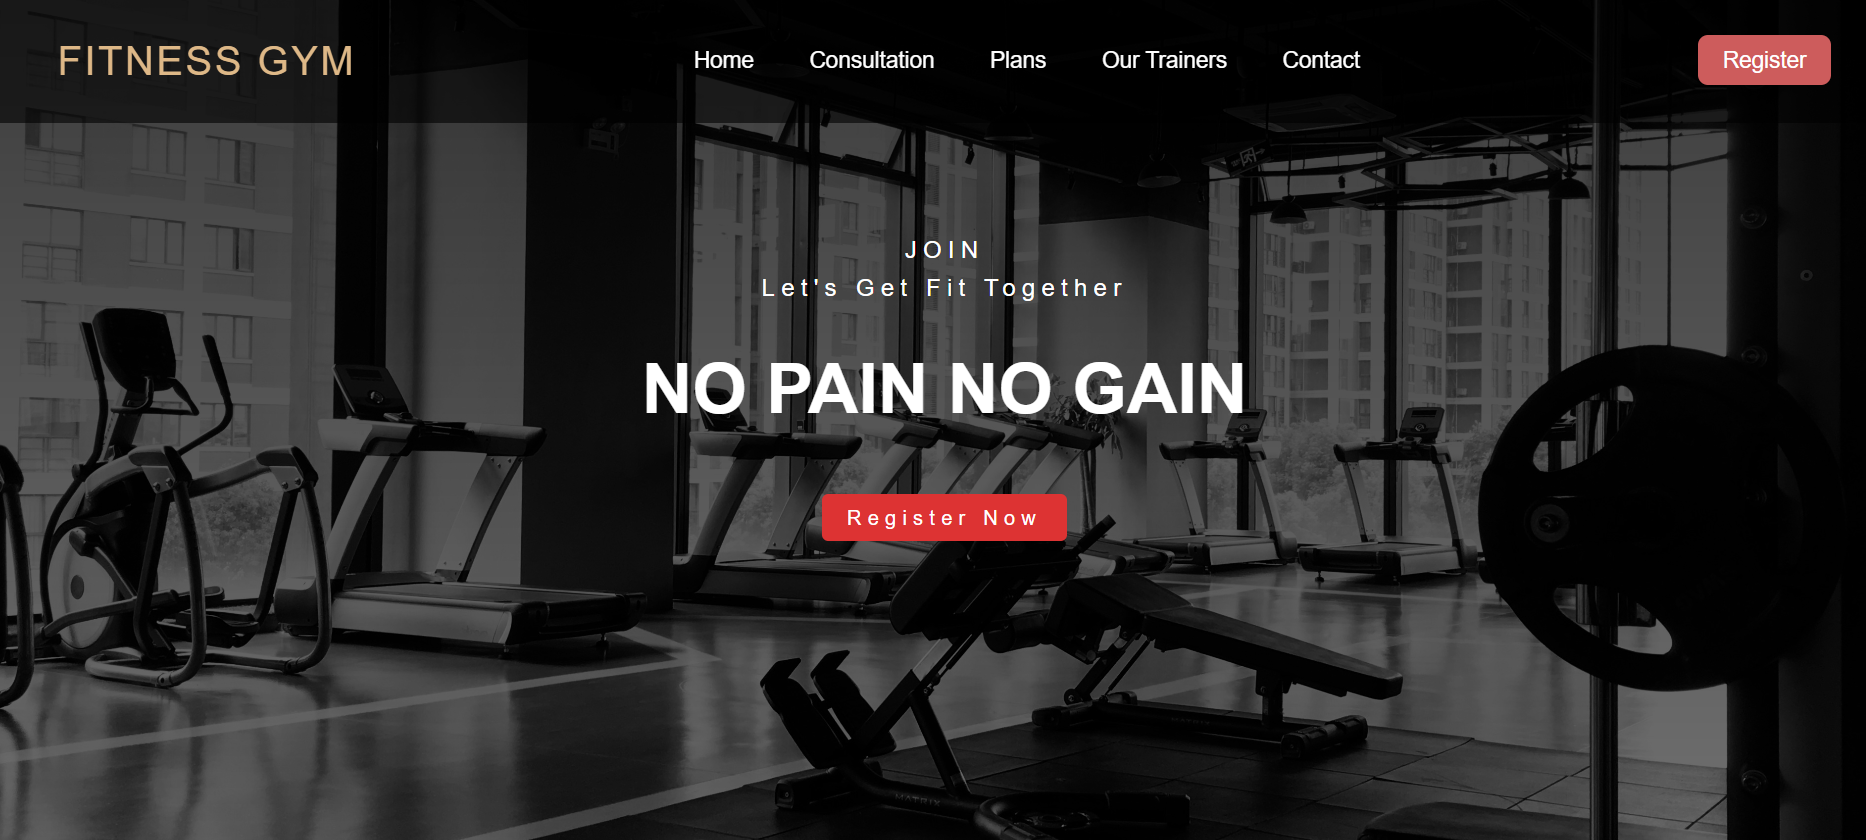 FITNESS GYM
Home Consultation Plans Our Trainers Contact
Register
JOIN
Let's Get Fit Together
NO PAIN NO GAIN
Register Now
MATRIX